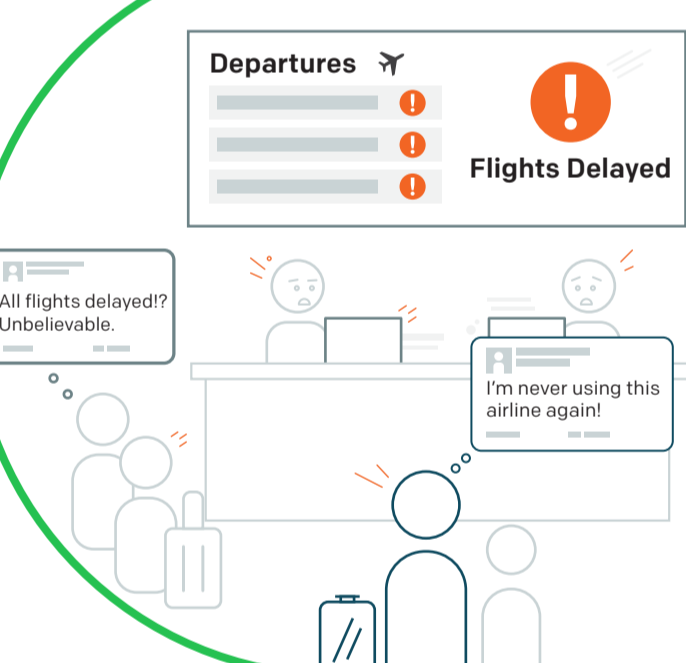 Departures
Flights Delayed
All flights delayed!?
Unbelievable.
I'm never using this
airline again!